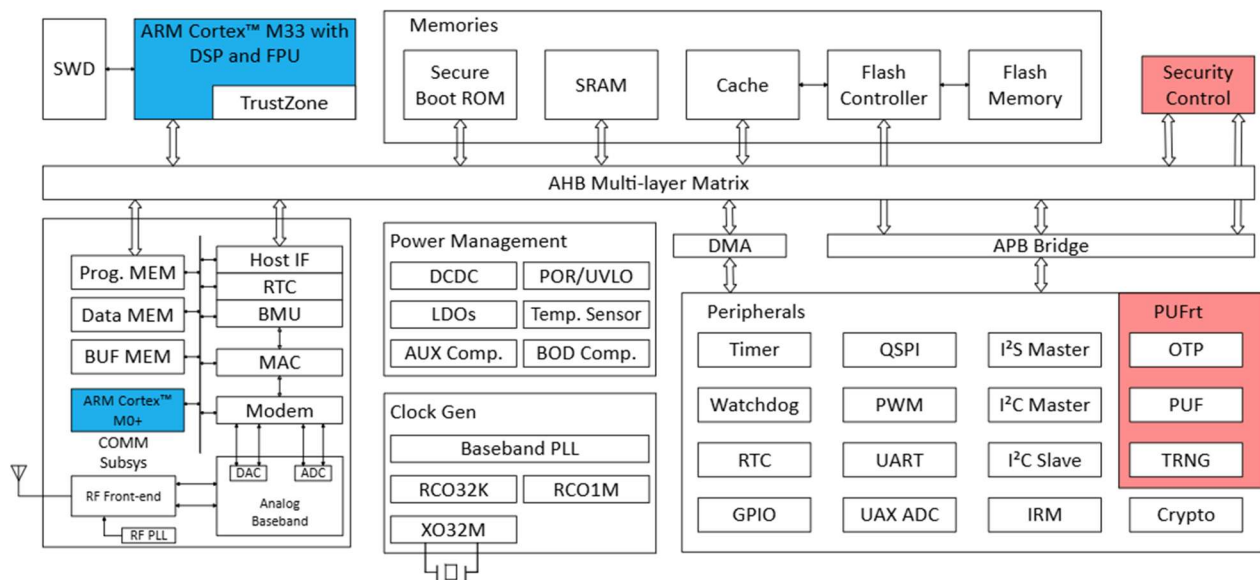 SWD
ARM Cortex™ M33 with
DSP and FPU
TrustZone
Memories
Secure
Boot ROM
SRAM
Cache
Flash
Controller
Flash
Memory
Security
Control
AHB Multi-layer Matrix
Prog. MEM
Data MEM
BUF MEM
ARM Cortex™
M0+
COMM
Subsys
Host IF
RTC
BMU
MAC
Modem
DAC
ADC
Analog
Baseband
RF Front-end
RF PLL
Power Management
DCDC
POR/UVLO
LDOs
Temp. Sensor
AUX Comp.
BOD Comp.
Clock Gen
Baseband PLL
RCO32K
RCO1M
XO32M
DMA
APB Bridge
Peripherals
Timer
QSPI
I²S Master
Watchdog
PWM
I²C Master
RTC
UART
I²C Slave
GPIO
UAX ADC
IRM
PUFrt
OTP
PUF
TRNG
Crypto